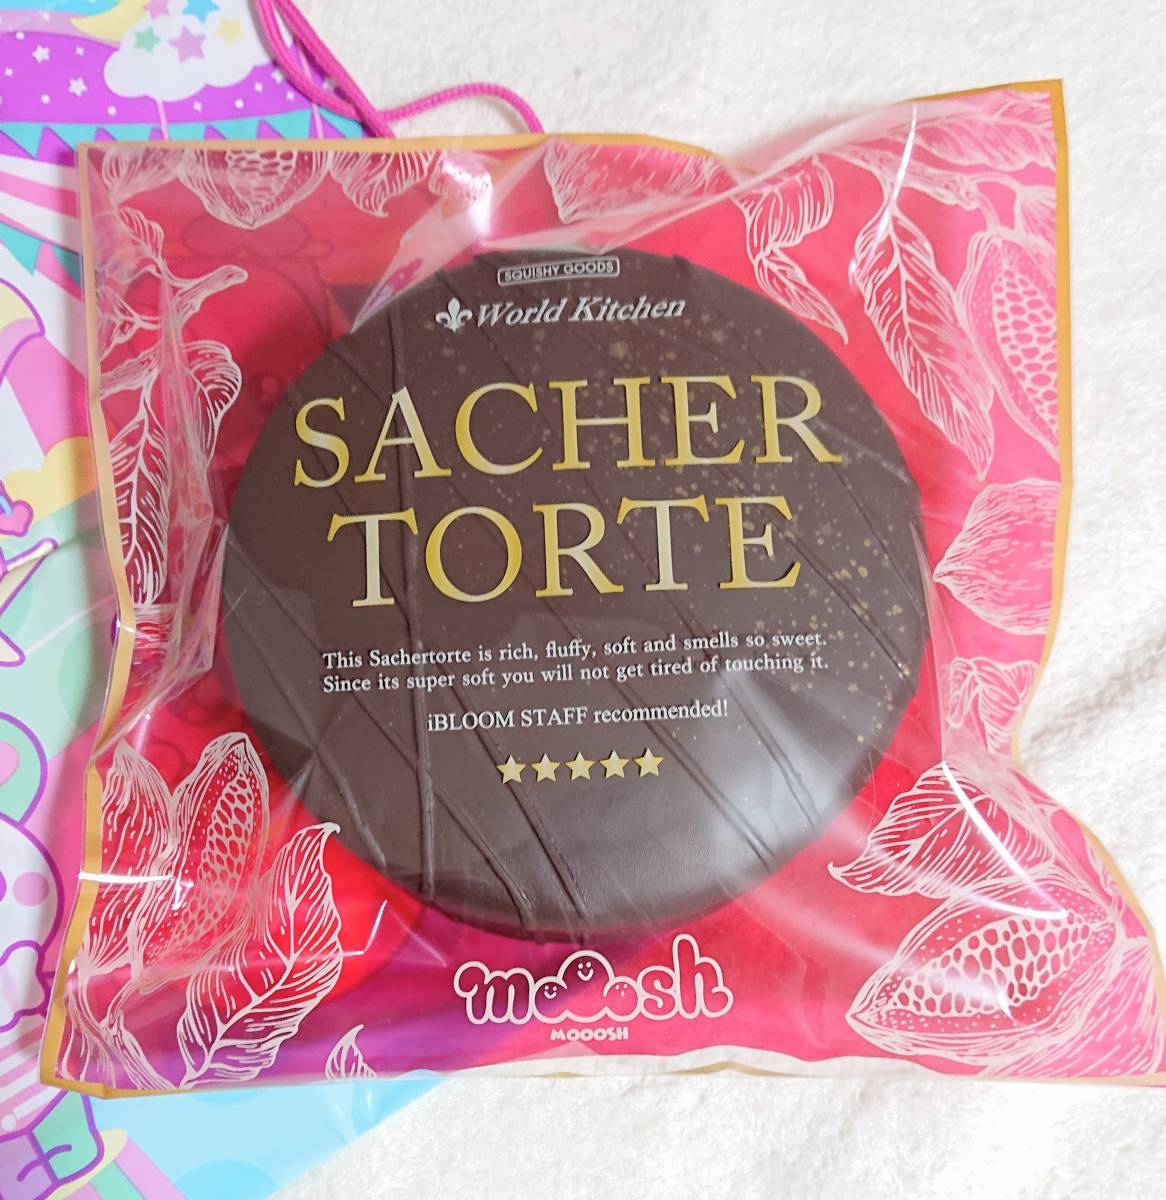 SQUISHY GOODS
World Kitchen
SACHER
TORTE
This Sachertorte is rich, fluffy, soft and smells so sweet.
Since its super soft you will not get tired of touching it.
iBLOOM STAFF recommended!
mooosh
MOOOSH